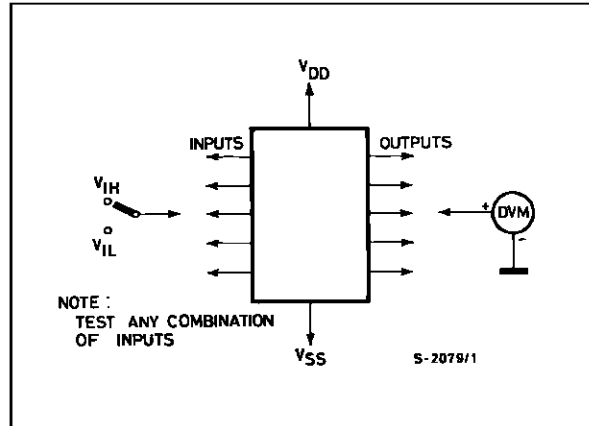 VDD
INPUTS
OUTPUTS
VIH
VIL
+
DVM
-
NOTE :
TEST ANY COMBINATION
OF INPUTS
VSS
S-2079/1